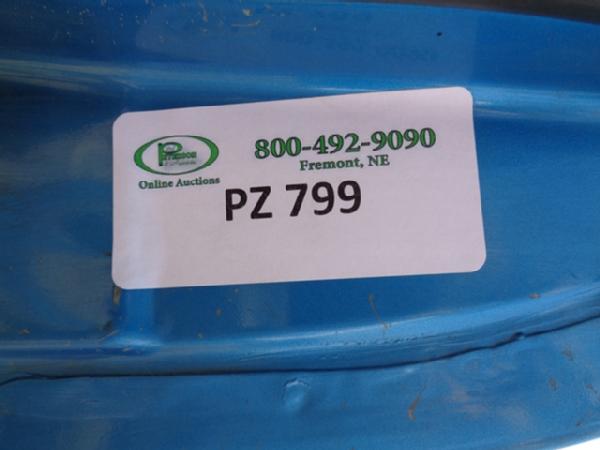 800-492-9090
Fremont, NE
Online Auctions
PZ 799